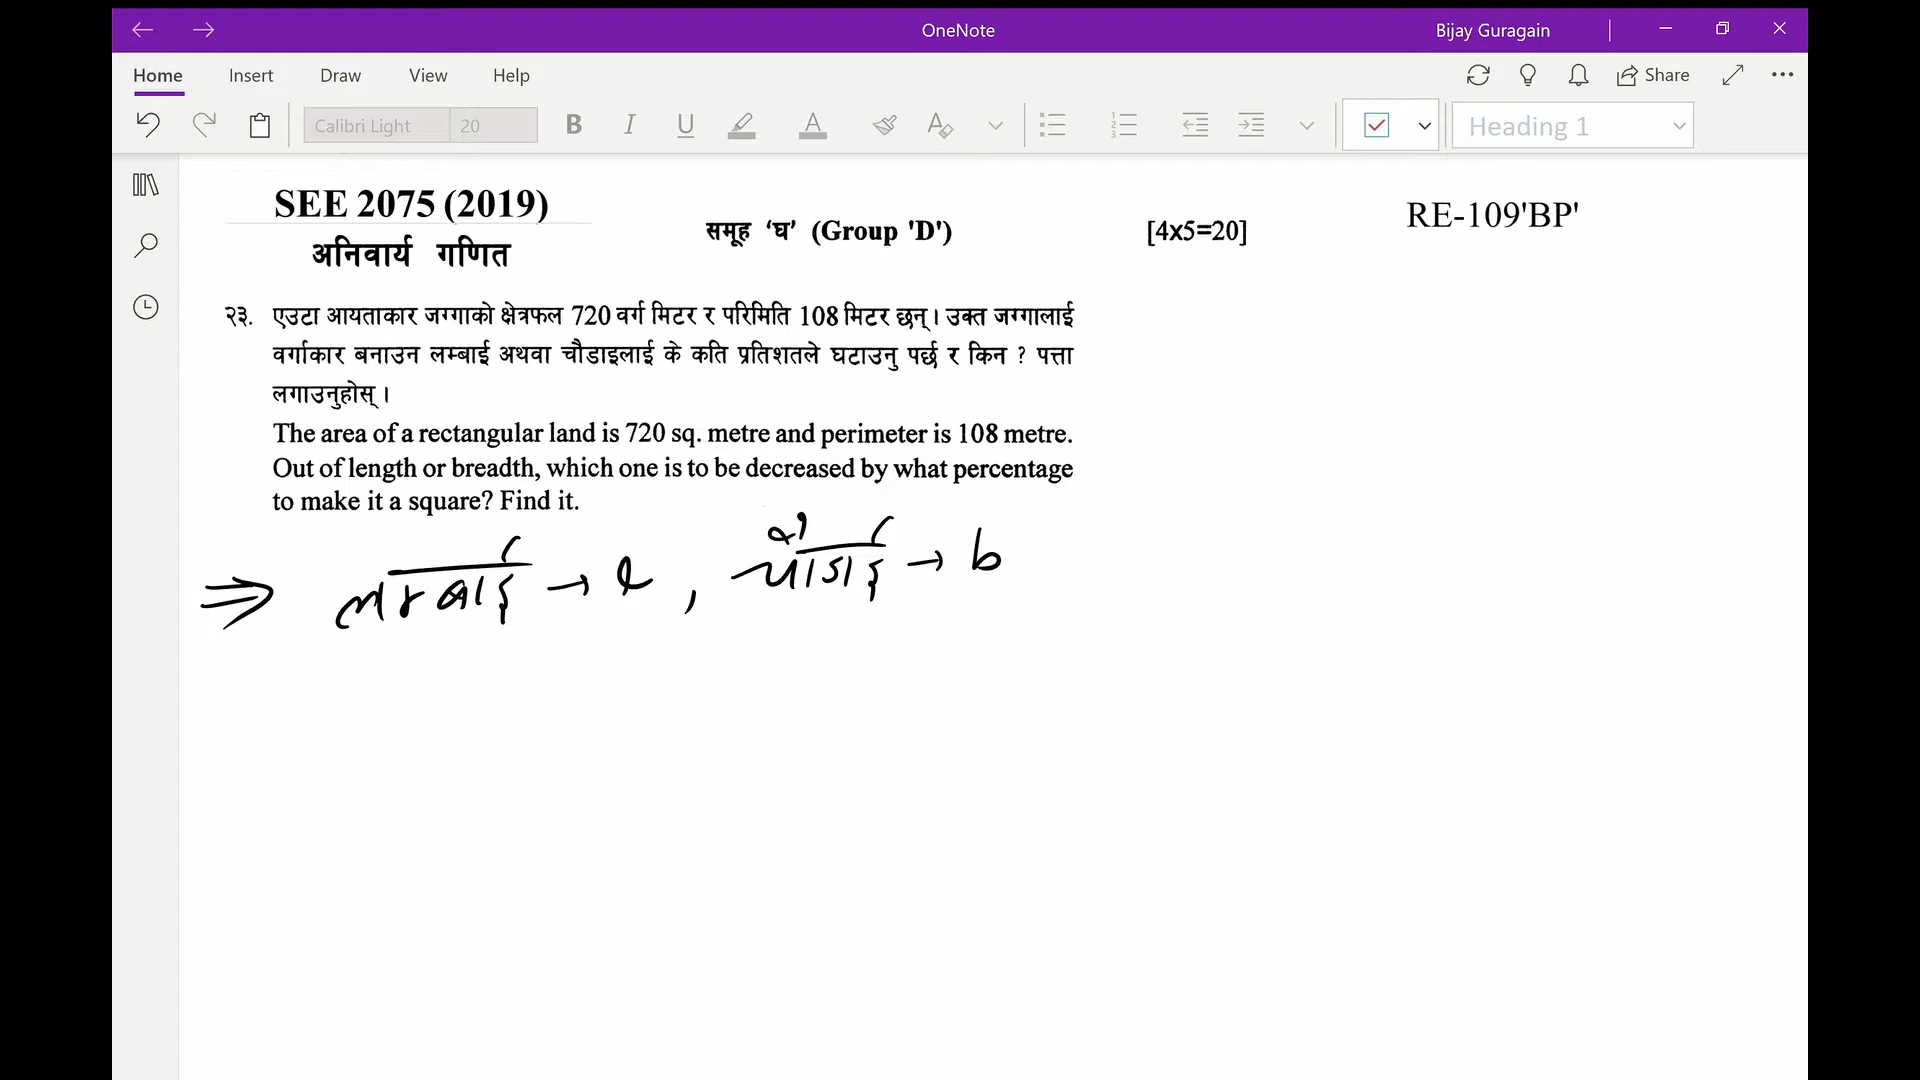 OneNote
Bijay Guragain
Home Insert Draw View Help
Share
Calibri Light 20 B I U A
Heading 1
SEE 2075 (2019)
अनिवार्य गणित
समूह ‘घ’ (Group 'D')
[4x5=20]
RE-109'BP'
२३. एउटा आयताकार जग्गाको क्षेत्रफल 720 वर्ग मिटर र परिमिति 108 मिटर छन्। उक्त जग्गालाई
वर्गाकार बनाउन लम्बाई अथवा चौडाइलाई के कति प्रतिशतले घटाउनु पर्छ र किन ? पत्ता
लगाउनुहोस् ।
The area of a rectangular land is 720 sq. metre and perimeter is 108 metre.
Out of length or breadth, which one is to be decreased by what percentage
to make it a square? Find it.
⇒ लम्बाई → l , चौडाई → b